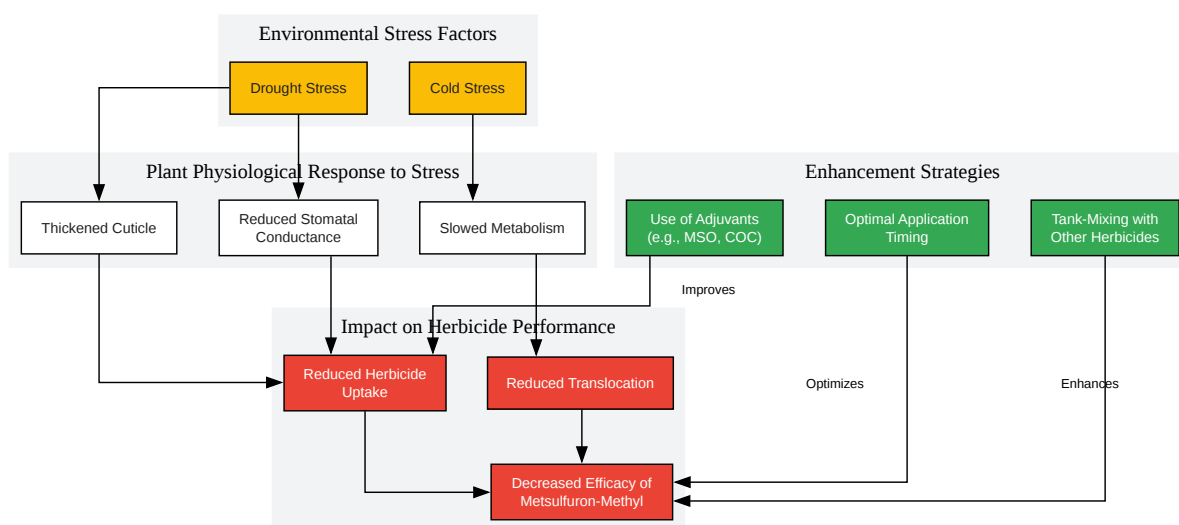 Environmental Stress Factors
Drought Stress
Cold Stress
Plant Physiological Response to Stress
Enhancement Strategies
Thickened Cuticle
Reduced Stomatal
Conductance
Slowed Metabolism
Use of Adjuvants
(e.g., MSO, COC)
Optimal Application
Timing
Tank-Mixing with
Other Herbicides
Improves
Impact on Herbicide Performance
Reduced Herbicide
Uptake
Reduced Translocation
Optimizes
Enhances
Decreased Efficacy of
Metsulfuron-Methyl